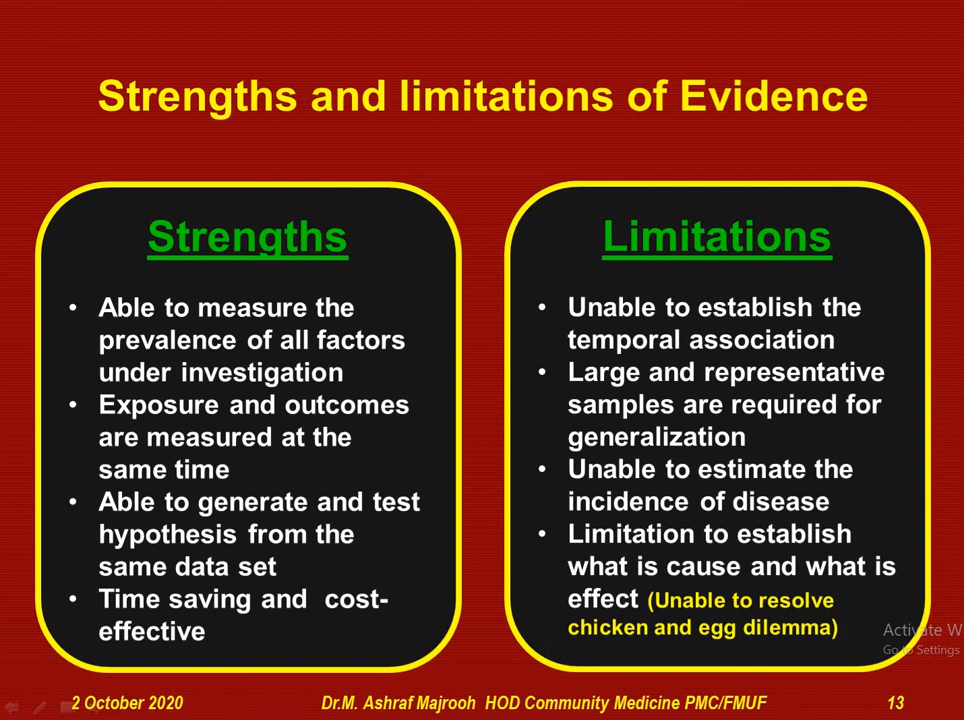 Strengths and limitations of Evidence
Strengths
• Able to measure the
prevalence of all factors
under investigation
• Exposure and outcomes
are measured at the
same time
• Able to generate and test
hypothesis from the
same data set
• Time saving and cost-
effective
Limitations
• Unable to establish the
temporal association
• Large and representative
samples are required for
generalization
• Unable to estimate the
incidence of disease
• Limitation to establish
what is cause and what is
effect (Unable to resolve
chicken and egg dilemma)
Activate W
Go to Settings
2 October 2020 Dr.M. Ashraf Majrooh HOD Community Medicine PMC/FMUF 13